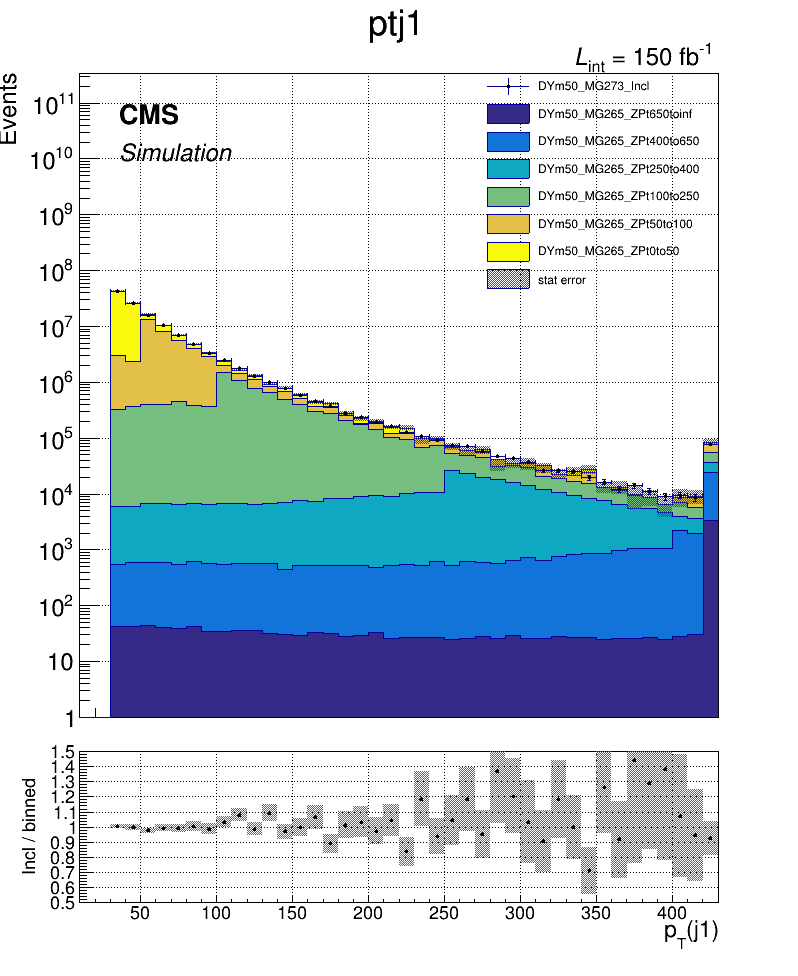 ptj1
L_int = 150 fb^-1
Events
CMS
Simulation
DYm50_MG273_Incl
DYm50_MG265_ZPt650toinf
DYm50_MG265_ZPt400to650
DYm50_MG265_ZPt250to400
DYm50_MG265_ZPt100to250
DYm50_MG265_ZPt50to100
DYm50_MG265_ZPt0to50
stat error
10^11
10^10
10^9
10^8
10^7
10^6
10^5
10^4
10^3
10^2
10
1
Incl / binned
1.5
1.4
1.3
1.2
1.1
1
0.9
0.8
0.7
0.6
0.5
50 100 150 200 250 300 350 400
p_T(j1)